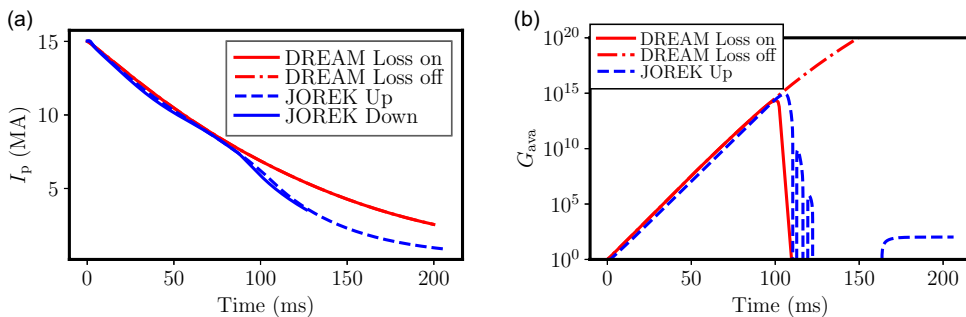 (a)
15
10
5
I_p (MA)
0
50
100
150
200
Time (ms)
DREAM Loss on
DREAM Loss off
JOREK Up
JOREK Down
(b)
10^20
10^15
10^10
10^5
10^0
G_ava
0
50
100
150
200
Time (ms)
DREAM Loss on
DREAM Loss off
JOREK Up